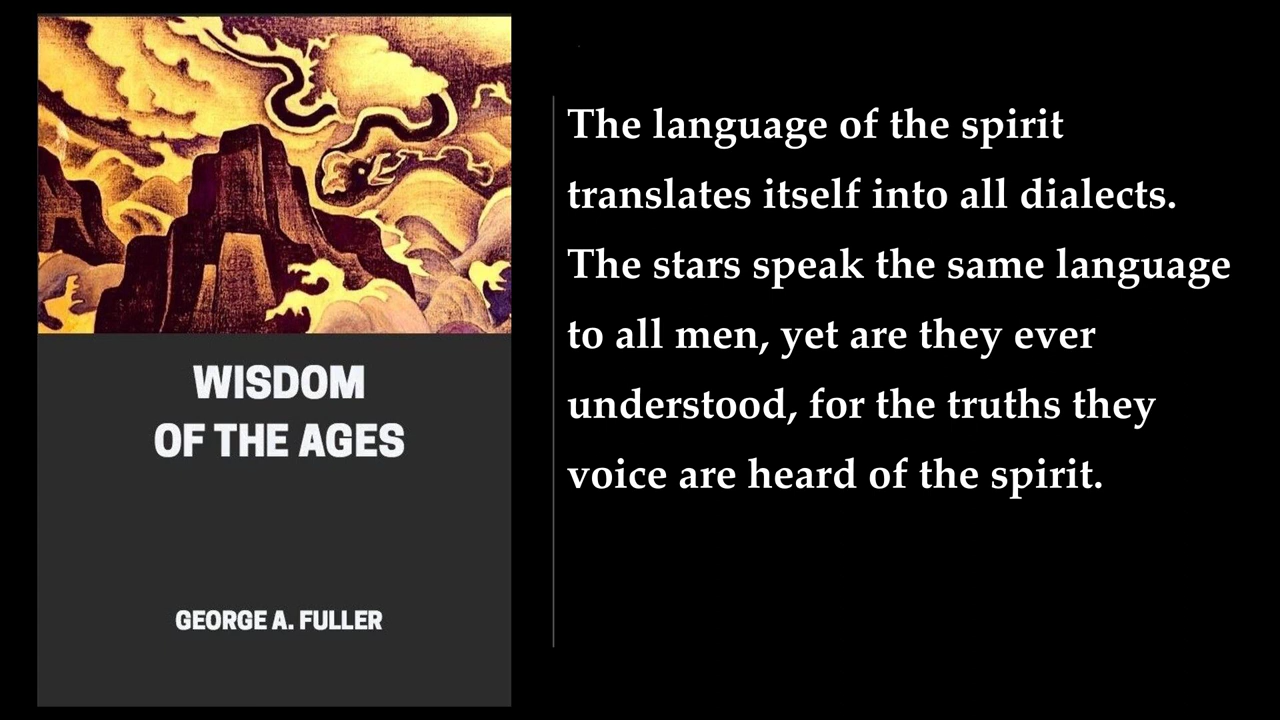 WISDOM
OF THE AGES
GEORGE A. FULLER
The language of the spirit
translates itself into all dialects.
The stars speak the same language
to all men, yet are they ever
understood, for the truths they
voice are heard of the spirit.